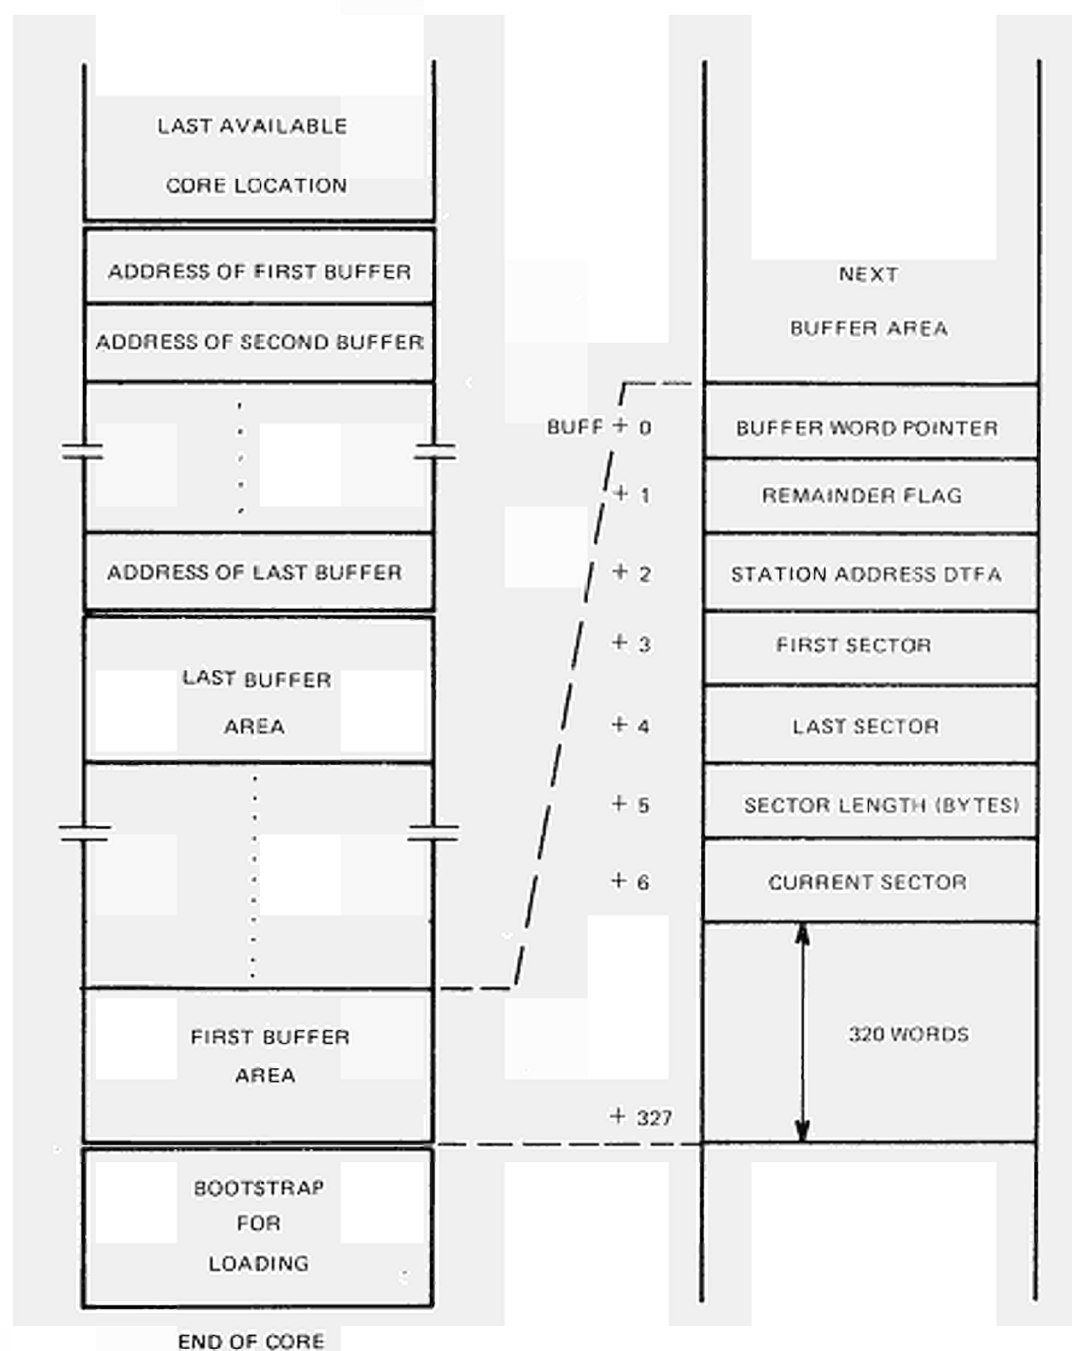 LAST AVAILABLE
CORE LOCATION
ADDRESS OF FIRST BUFFER
ADDRESS OF SECOND BUFFER
ADDRESS OF LAST BUFFER
LAST BUFFER
AREA
FIRST BUFFER
AREA
BOOTSTRAP
FOR
LOADING
END OF CORE
NEXT
BUFFER AREA
BUFF + 0 BUFFER WORD POINTER
+ 1 REMAINDER FLAG
+ 2 STATION ADDRESS DTFA
+ 3 FIRST SECTOR
+ 4 LAST SECTOR
+ 5 SECTOR LENGTH (BYTES)
+ 6 CURRENT SECTOR
320 WORDS
+ 327